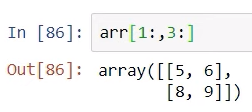 In [86]: arr[1:,3:]
Out[86]: array([[5, 6],
[8, 9]])